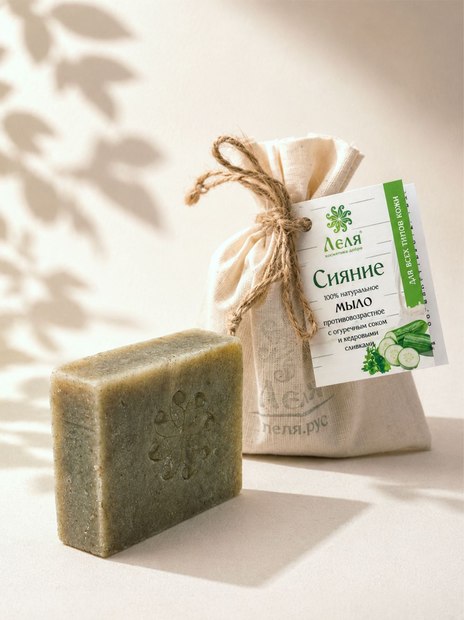 Леля
косметика добра
Сияние
100% натуральное
мыло
противовозрастное
с огуречным соком
и кедровыми
сливками
ДЛЯ ВСЕХ ТИПОВ КОЖИ
Леля
леля.рус